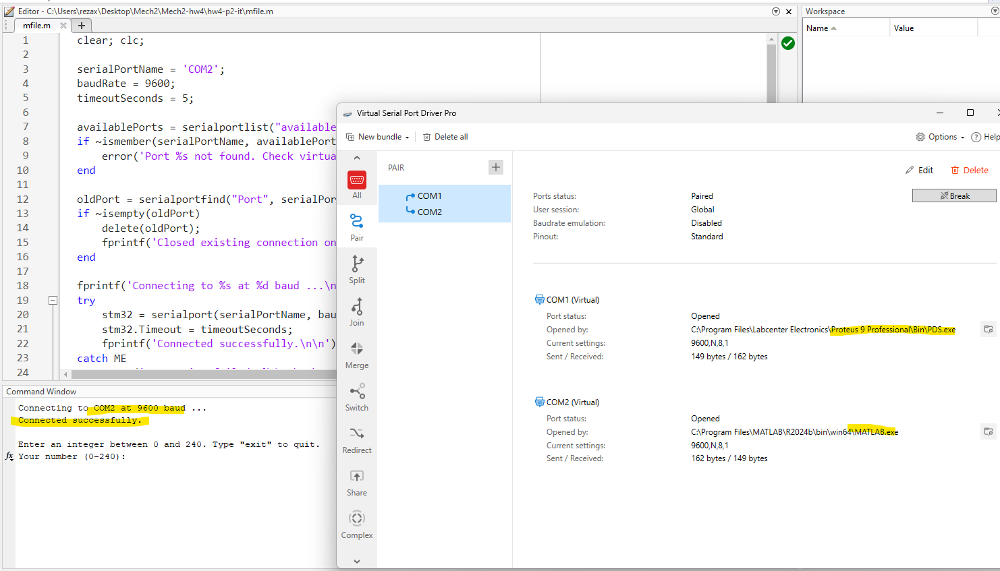 Editor - C:\Users\rezax\Desktop\Mech2\Mech2-hw4\hw4-p2-it\mfile.m
mfile.m
1 clear; clc;
2
3 serialPortName = 'COM2';
4 baudRate = 9600;
5 timeoutSeconds = 5;
6
7 availablePorts = serialportlist("available
8 if ~ismember(serialPortName, availablePort
9 error('Port %s not found. Check virtua
10 end
11
12 oldPort = serialportfind("Port", serialPor
13 if ~isempty(oldPort)
14 delete(oldPort);
15 fprintf('Closed existing connection on
16 end
17
18 fprintf('Connecting to %s at %d baud ...\n
19 try
20 stm32 = serialport(serialPortName, bau
21 stm32.Timeout = timeoutSeconds;
22 fprintf('Connected successfully.\n\n')
23 catch ME
24
Command Window
Connecting to COM2 at 9600 baud ...
Connected successfully.
Enter an integer between 0 and 240. Type "exit" to quit.
fx Your number (0-240):
Workspace
Name Value
Virtual Serial Port Driver Pro
New bundle Delete all Options Help
All
Pair
Split
Join
Merge
Switch
Redirect
Share
Complex
PAIR
COM1
COM2
Edit Delete
Ports status: Paired Break
User session: Global
Baudrate emulation: Disabled
Pinout: Standard
COM1 (Virtual)
Port status: Opened
Opened by: C:\Program Files\Labcenter Electronics\Proteus 9 Professional\Bin\PDS.exe
Current settings: 9600,N,8,1
Sent / Received: 149 bytes / 162 bytes
COM2 (Virtual)
Port status: Opened
Opened by: C:\Program Files\MATLAB\R2024b\bin\win64\MATLAB.exe
Current settings: 9600,N,8,1
Sent / Received: 162 bytes / 149 bytes